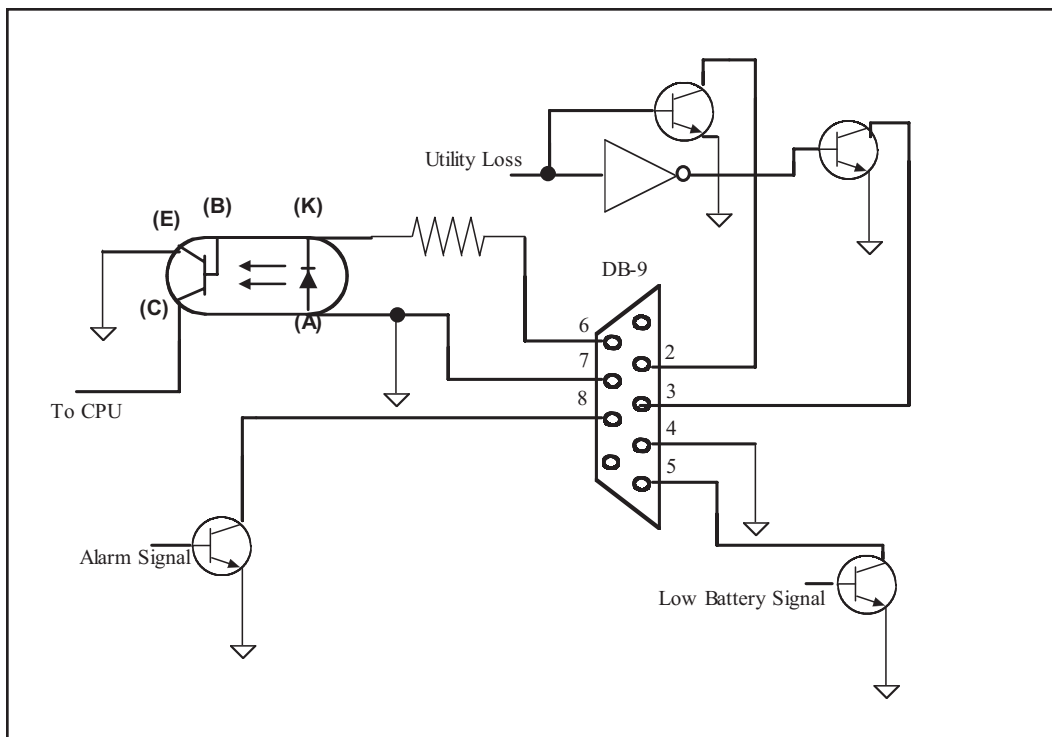 Utility Loss
(E)
(B)
(K)
(C)
(A)
DB-9
6
7
8
2
3
4
5
To CPU
Alarm Signal
Low Battery Signal